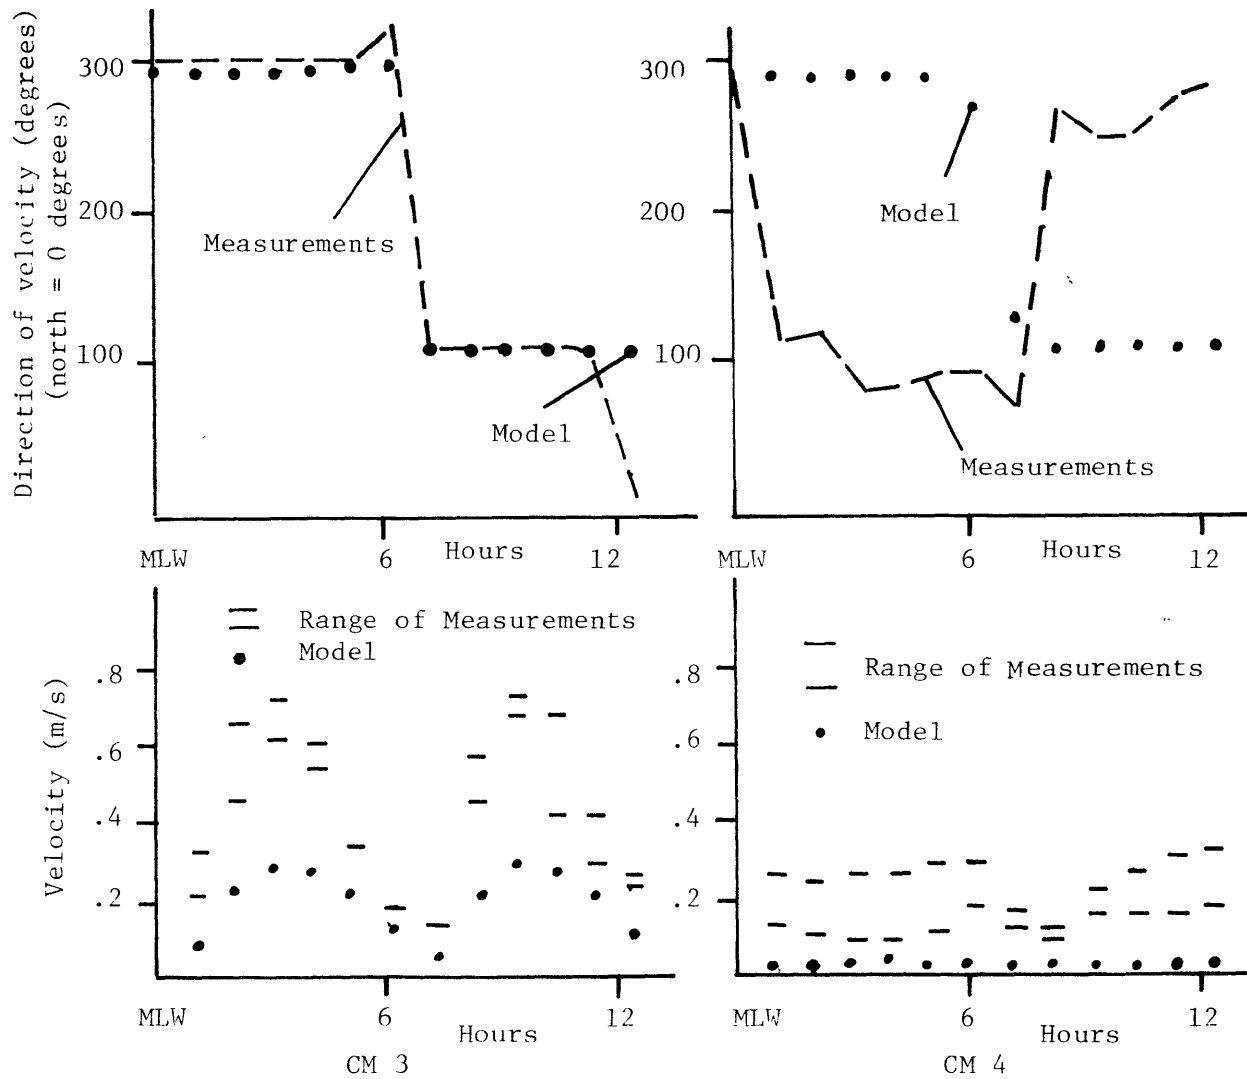 Direction of velocity (degrees)
(north = 0 degrees)
300
200
100
Measurements
Model
MLW
6
Hours
12
300
200
100
Model
Measurements
MLW
6
Hours
12
Velocity (m/s)
.8
.6
.4
.2
Range of Measurements
Model
MLW
6
Hours
12
CM 3
.8
.6
.4
.2
Range of Measurements
Model
MLW
6
Hours
12
CM 4